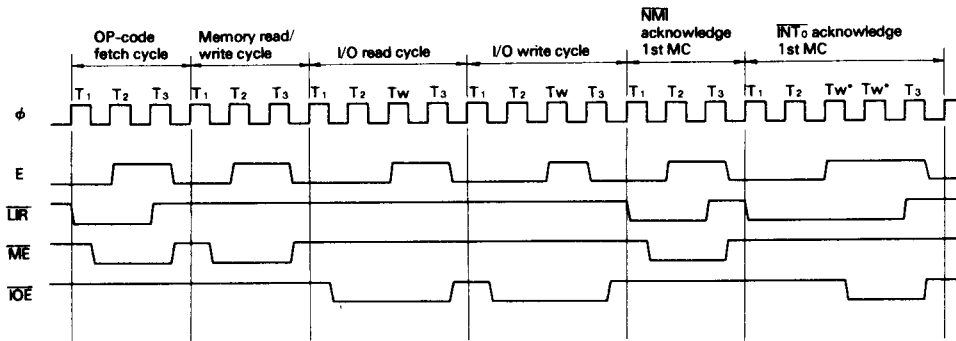 OP-code
fetch cycle
Memory read/
write cycle
I/O read cycle
I/O write cycle
NMI
acknowledge
1st MC
INT₀ acknowledge
1st MC
T₁ T₂ T₃ T₁ T₂ T₃ T₁ T₂ Tw T₃ T₁ T₂ Tw T₃ T₁ T₂ T₃ T₁ T₂ Tw* Tw* T₃
ϕ
E
LIR
ME
IOE